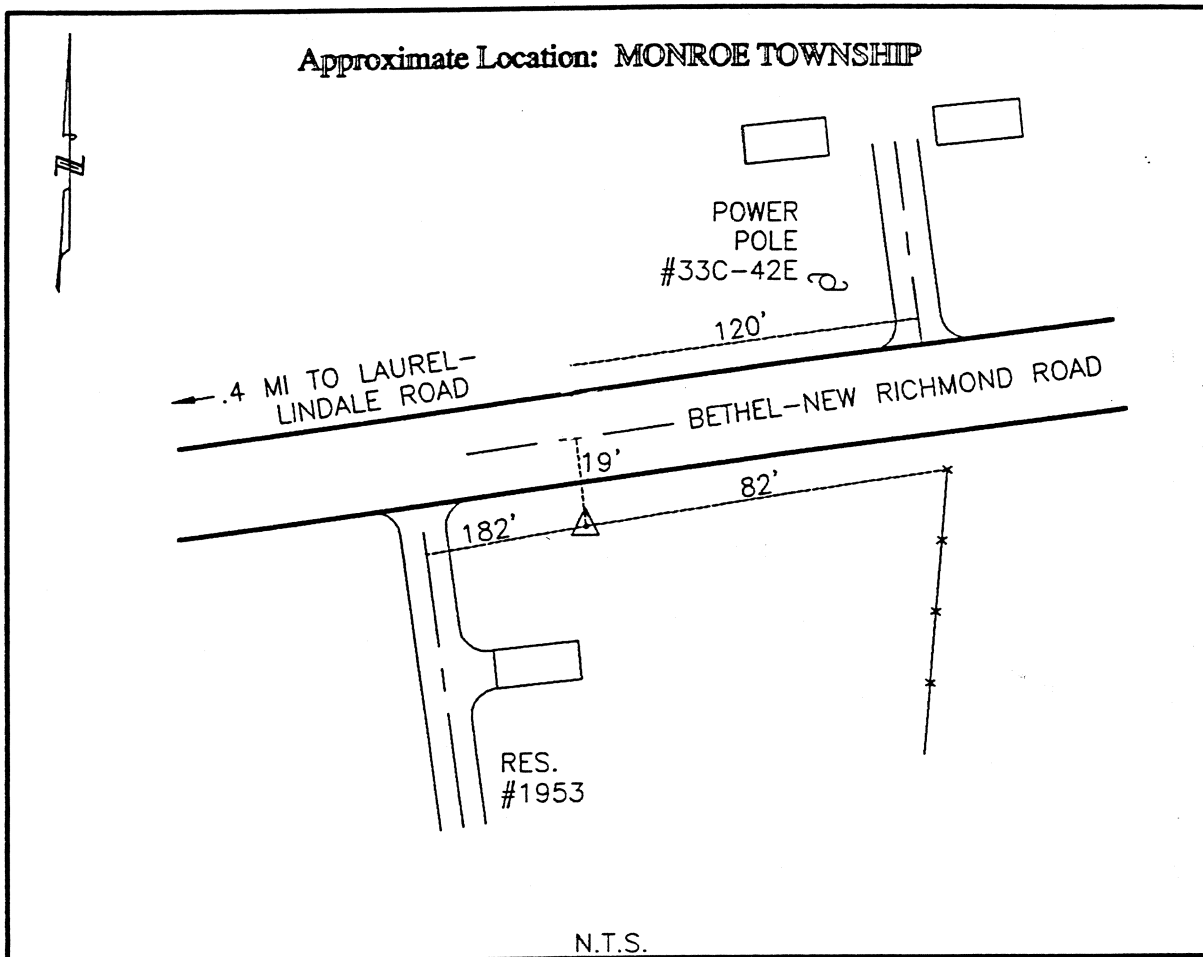 Approximate Location: MONROE TOWNSHIP
N
POWER
POLE
#33C-42E
120'
.4 MI TO LAUREL-
LINDALE ROAD
BETHEL-NEW RICHMOND ROAD
19'
82'
182'
RES.
#1953
N.T.S.